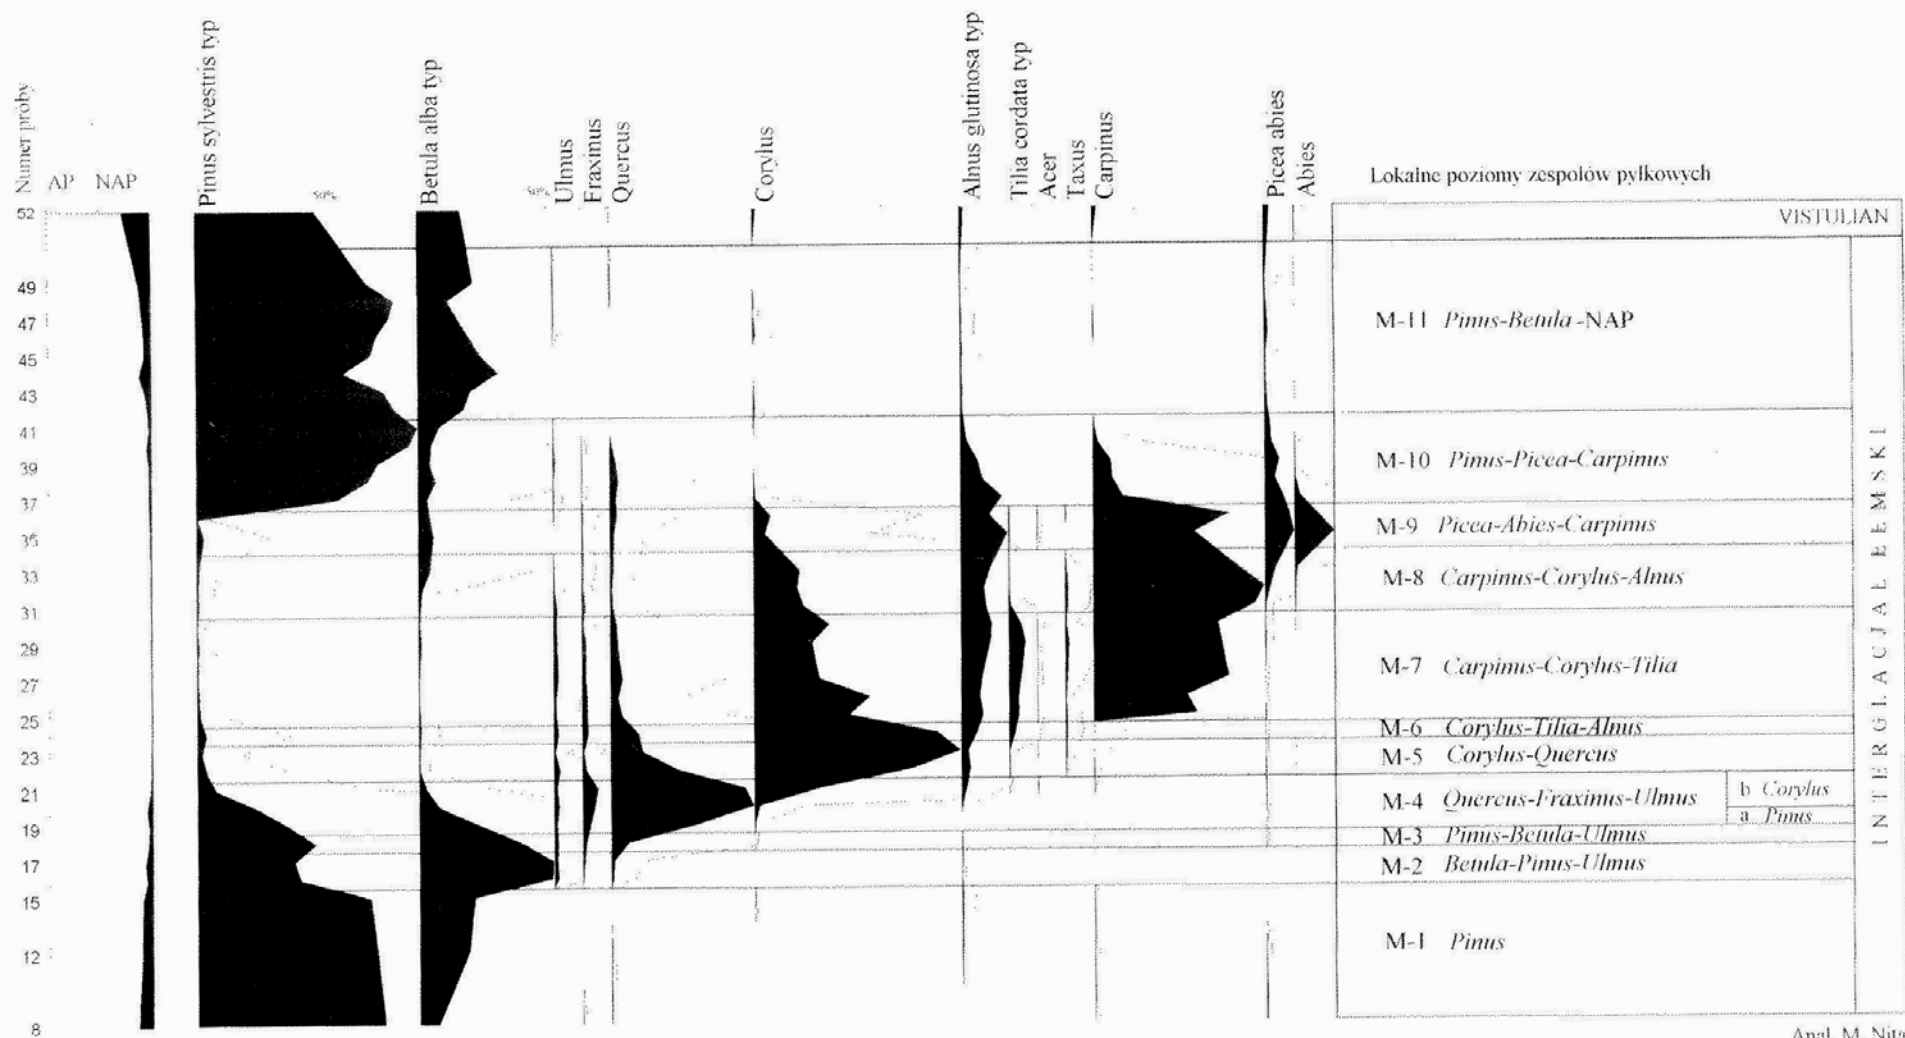 Numer próby
AP NAP
Pinus sylvestris typ
50%
Betula alba typ
50%
Ulmus
Fraxinus
Quercus
Corylus
Alnus glutinosa typ
Tilia cordata typ
Acer
Taxus
Carpinus
Picea abies
Abies
Lokalne poziomy zespołów pyłkowych
52
49
47
45
43
41
39
37
35
33
31
29
27
25
23
21
19
17
15
12
8
VISTULIAN
M-11 Pinus-Betula-NAP
M-10 Pinus-Picea-Carpinus
M-9 Picea-Abies-Carpinus
M-8 Carpinus-Corylus-Alnus
M-7 Carpinus-Corylus-Tilia
M-6 Corylus-Tilia-Alnus
M-5 Corylus-Quercus
M-4 Quercus-Fraxinus-Ulmus
b Corylus
a Pinus
M-3 Pinus-Betula-Ulmus
M-2 Betula-Pinus-Ulmus
M-1 Pinus
INTERGLACJAŁ EEMSKI
Anal. M. Nita